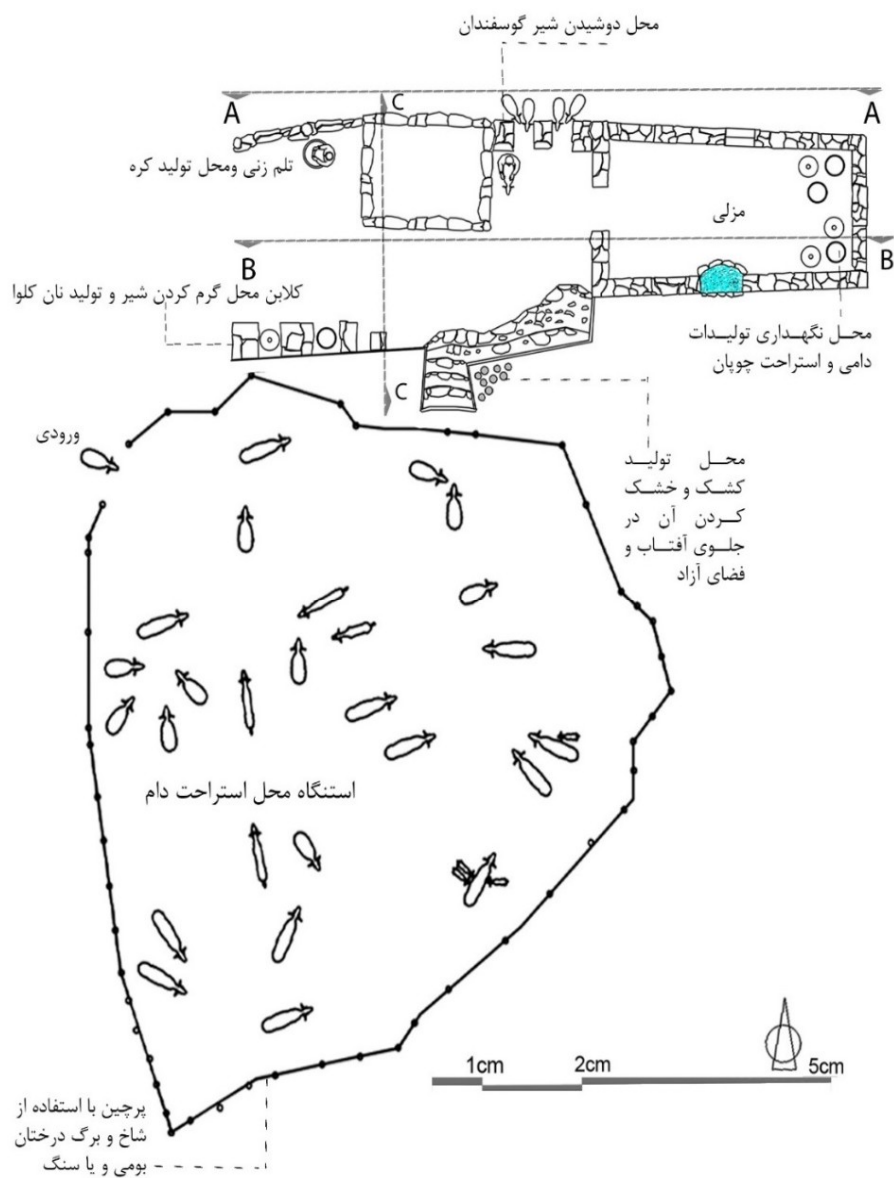 محل دوشیدن شیر گوسفندان
A
C
A
تلم زنی ومحل تولید کره
مزلی
B
B
کلابن محل گرم کردن شیر و تولید نان کلوا
محل نگهداری تولیدات
دامی و استراحت چوپان
C
ورودی
محل تولید
کشک و خشک
کردن آن در
جلوی آفتاب و
فضای آزاد
استنگاه محل استراحت دام
1cm
2cm
5cm
پرچین با استفاده از
شاخ و برگ درختان
بومی و یا سنگ